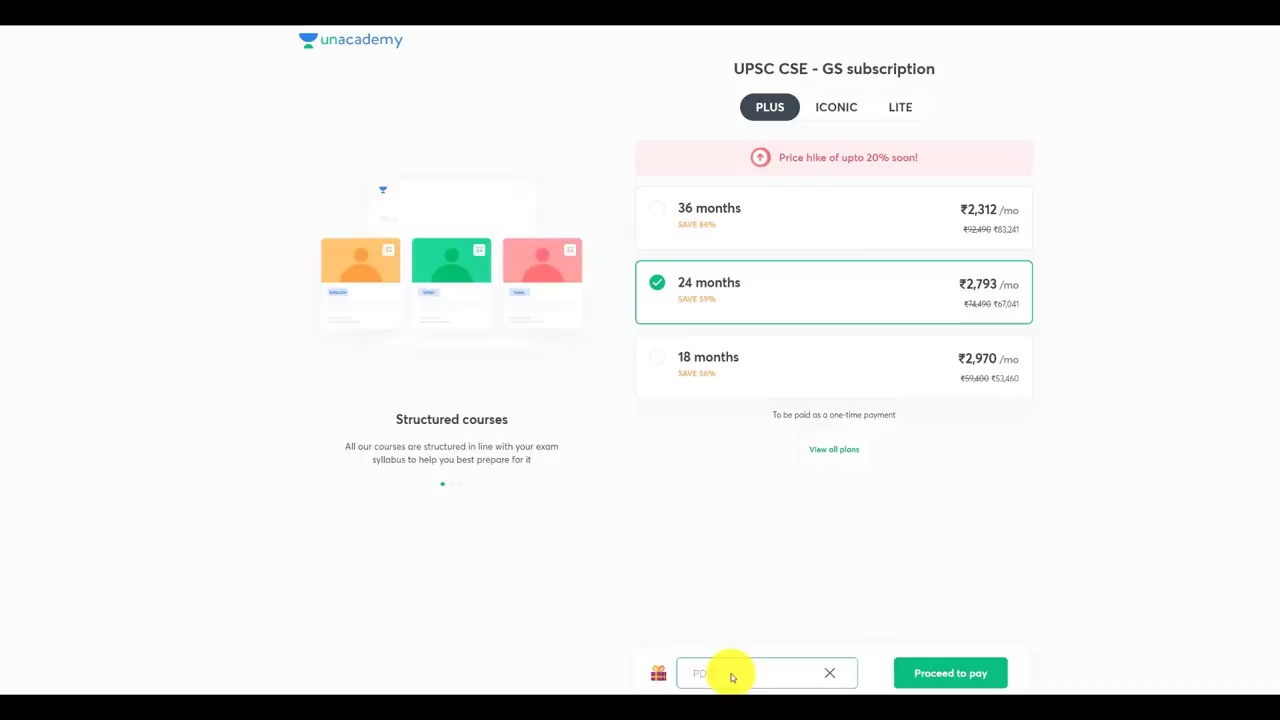 unacademy
UPSC CSE - GS subscription
PLUS ICONIC LITE
Price hike of upto 20% soon!
36 months ₹2,312 /mo
SAVE 66% ₹92,490 ₹83,241
24 months ₹2,793 /mo
SAVE 59% ₹74,490 ₹67,041
18 months ₹2,970 /mo
SAVE 56% ₹59,400 ₹53,460
To be paid as a one-time payment
View all plans
Structured courses
All our courses are structured in line with your exam
syllabus to help you best prepare for it
Proceed to pay